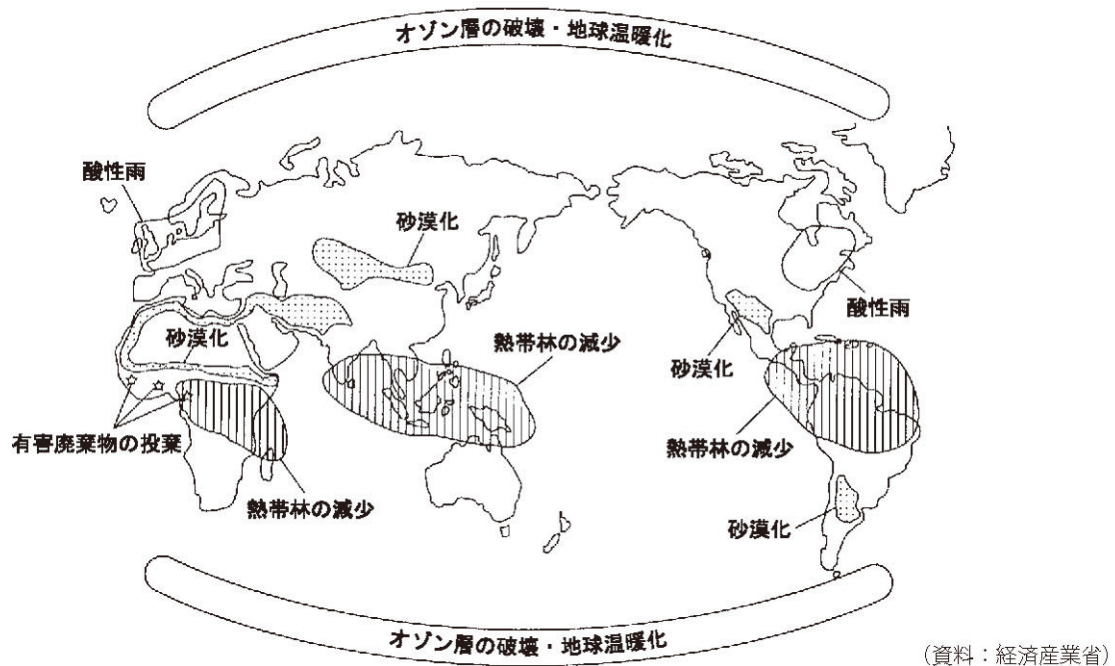 オゾン層の破壊・地球温暖化
酸性雨
砂漠化
酸性雨
砂漠化
熱帯林の減少
砂漠化
有害廃棄物の投棄
熱帯林の減少
熱帯林の減少
砂漠化
オゾン層の破壊・地球温暖化
(資料:経済産業省)